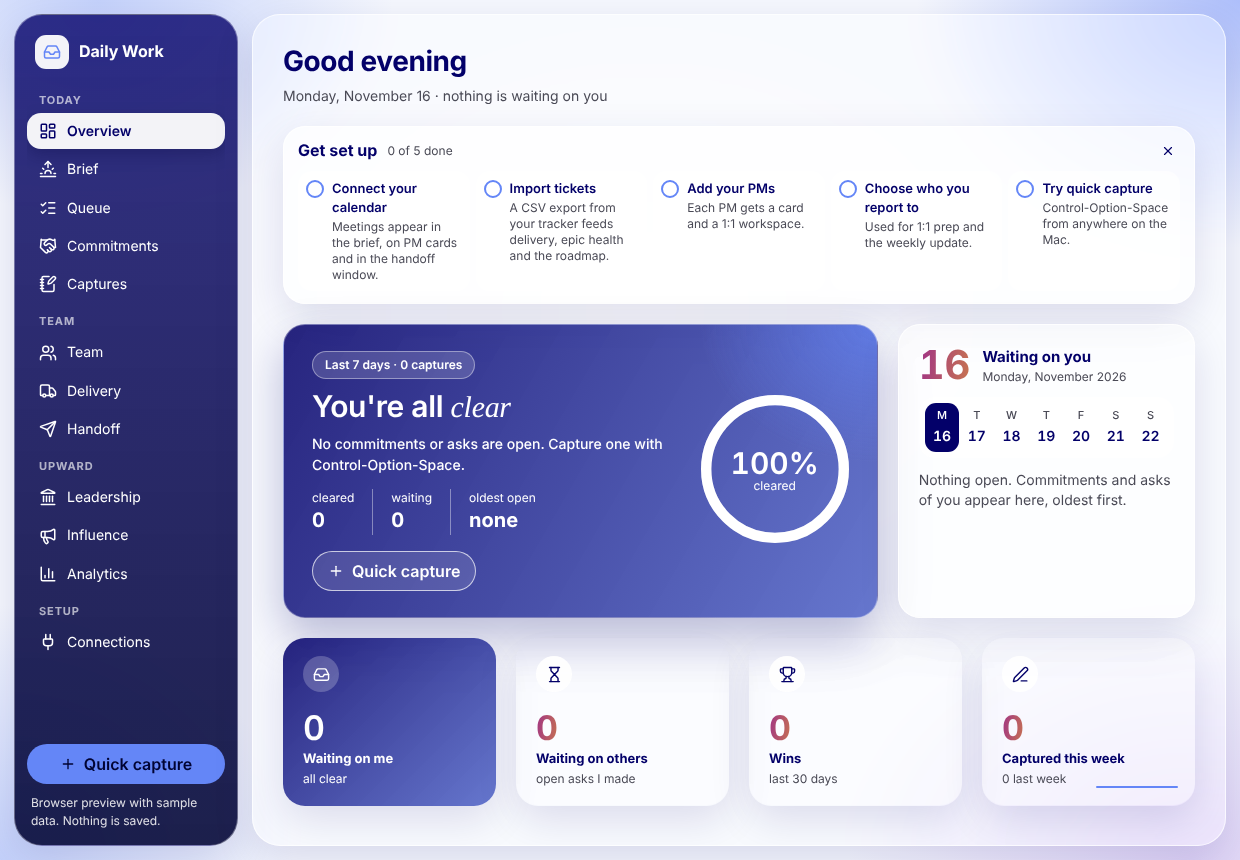 Daily Work
TODAY
Overview
Brief
Queue
Commitments
Captures
TEAM
Team
Delivery
Handoff
UPWARD
Leadership
Influence
Analytics
SETUP
Connections
Quick capture
Browser preview with sample
data. Nothing is saved.
Good evening
Monday, November 16 · nothing is waiting on you
Get set up 0 of 5 done
Connect your
calendar
Meetings appear in
the brief, on PM cards
and in the handoff
window.
Import tickets
A CSV export from
your tracker feeds
delivery, epic health
and the roadmap.
Add your PMs
Each PM gets a card
and a 1:1 workspace.
Choose who you
report to
Used for 1:1 prep and
the weekly update.
Try quick capture
Control-Option-Space
from anywhere on the
Mac.
Last 7 days · 0 captures
You're all clear
No commitments or asks are open. Capture one with
Control-Option-Space.
cleared
0
waiting
0
oldest open
none
Quick capture
100%
cleared
16
Waiting on you
Monday, November 2026
M T W T F S S
16 17 18 19 20 21 22
Nothing open. Commitments and asks
of you appear here, oldest first.
0
Waiting on me
all clear
0
Waiting on others
open asks I made
0
Wins
last 30 days
0
Captured this week
0 last week